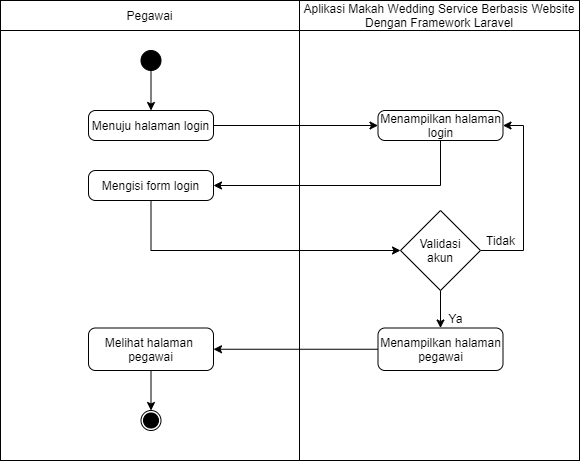 Pegawai
Aplikasi Makah Wedding Service Berbasis Website
Dengan Framework Laravel
Menuju halaman login
Menampilkan halaman
login
Mengisi form login
Validasi
akun
Tidak
Ya
Melihat halaman
pegawai
Menampilkan halaman
pegawai